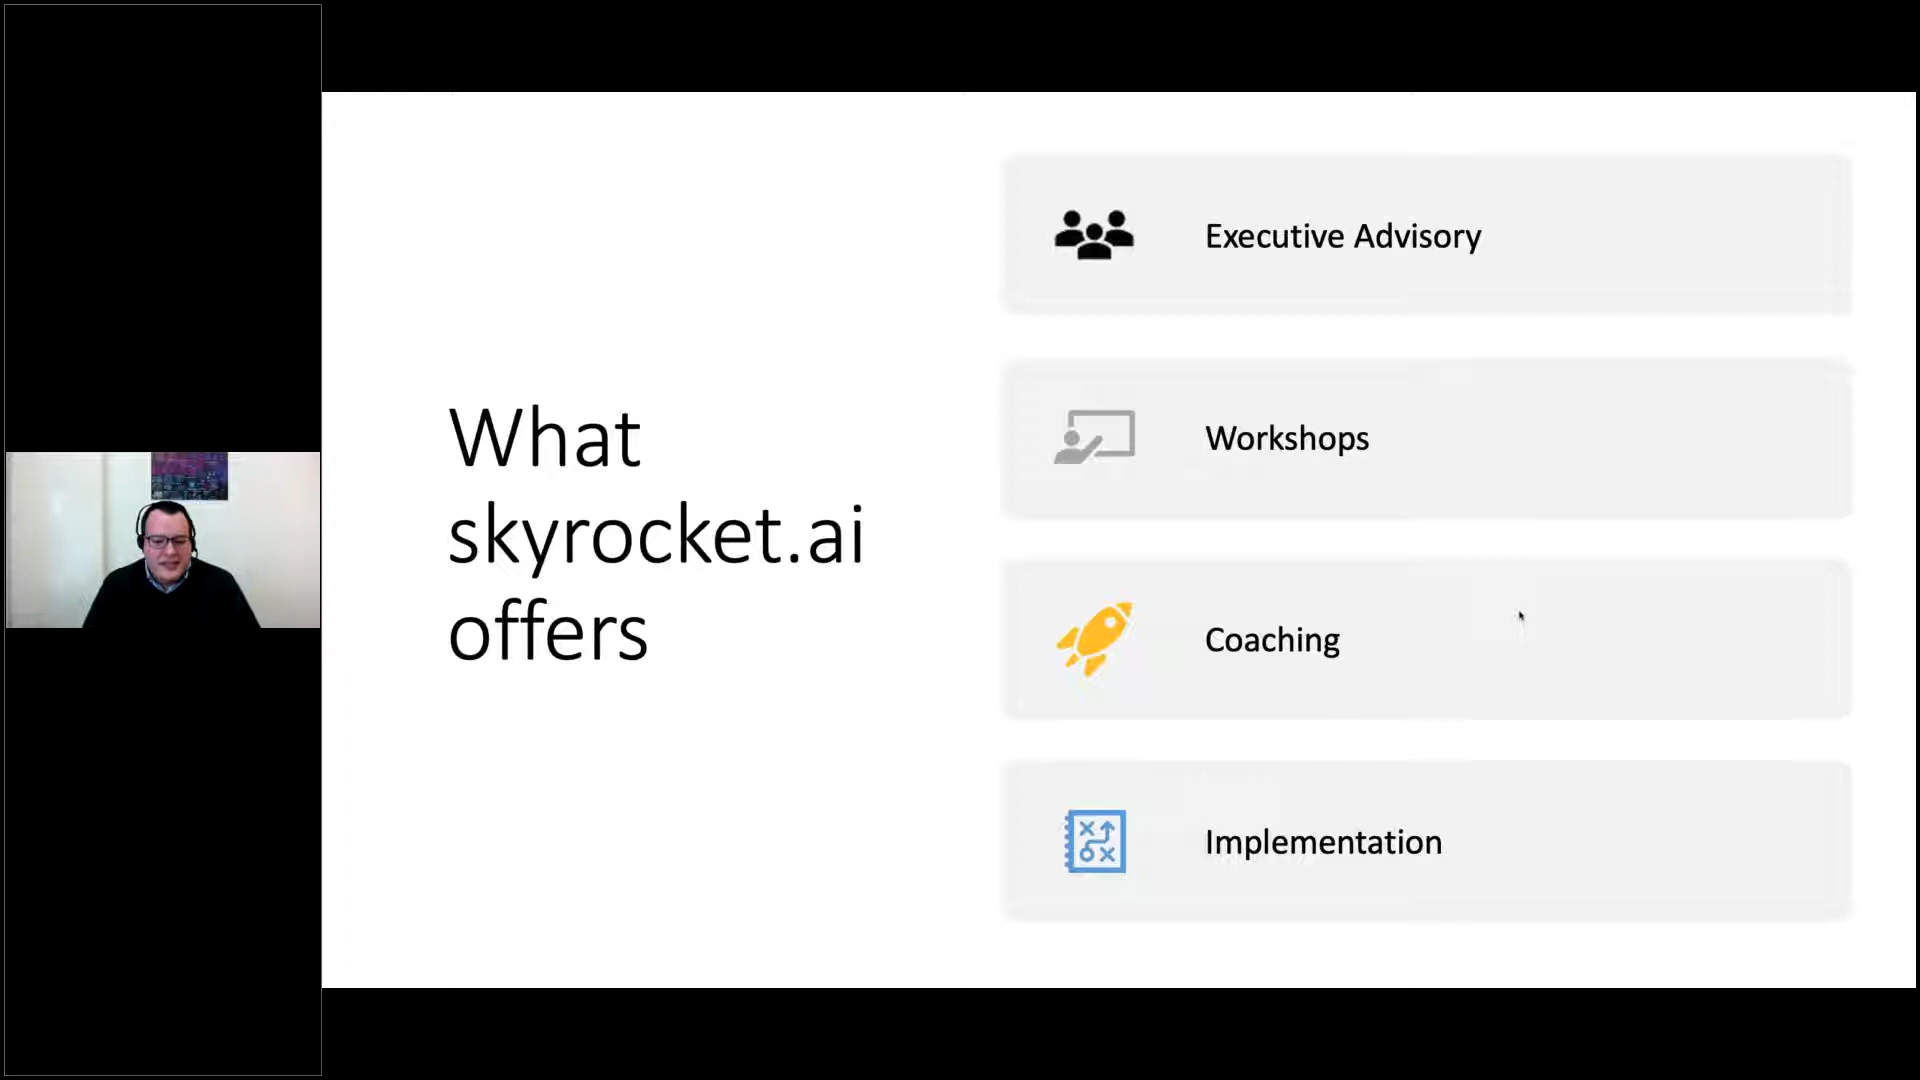 What
skyrocket.ai
offers
Executive Advisory
Workshops
Coaching
Implementation